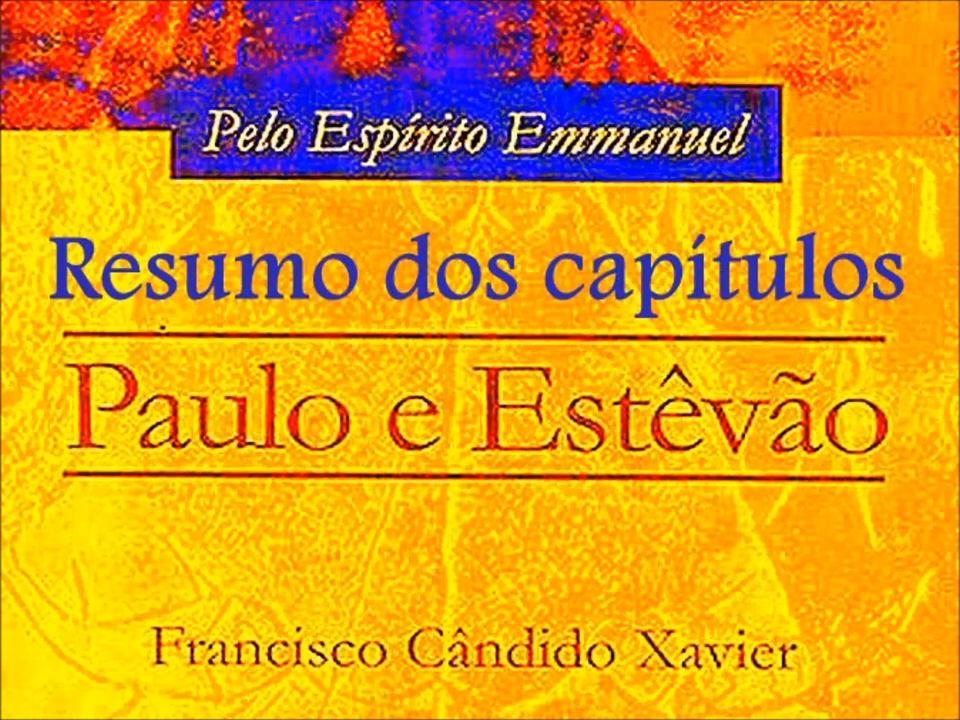 Pelo Espírito Emmanuel
Resumo dos capítulos
Paulo e Estêvão
Francisco Cândido Xavier